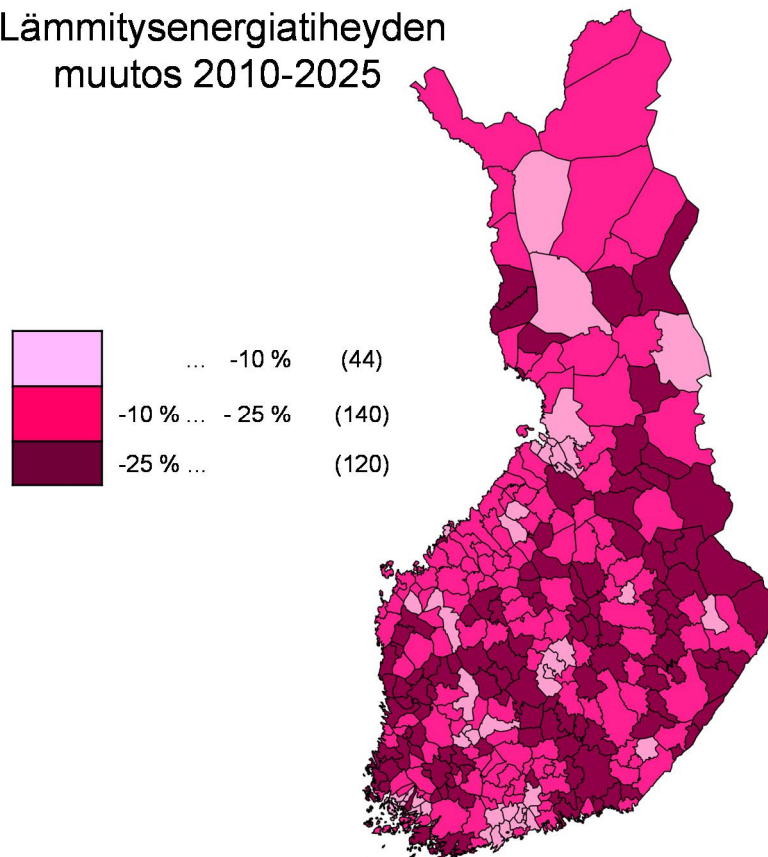 Lämmitysenergiatiheyden
muutos 2010-2025
... -10 % (44)
-10 % ... - 25 % (140)
-25 % ... (120)